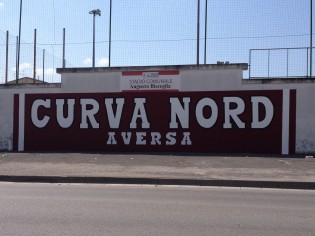 STADIO COMUNALE
Augusto Bisceglia
CURVA NORD
AVERSA